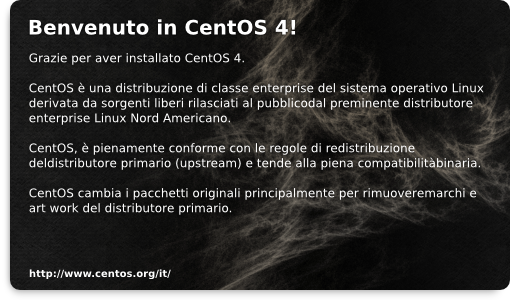 Benvenuto in CentOS 4!
Grazie per aver installato CentOS 4.
CentOS è una distribuzione di classe enterprise del sistema operativo Linux
derivata da sorgenti liberi rilasciati al pubblicodal preminente distributore
enterprise Linux Nord Americano.
CentOS, è pienamente conforme con le regole di redistribuzione
deldistributore primario (upstream) e tende alla piena compatibilitàbinaria.
CentOS cambia i pacchetti originali principalmente per rimuoveremarchi e
art work del distributore primario.
http://www.centos.org/it/